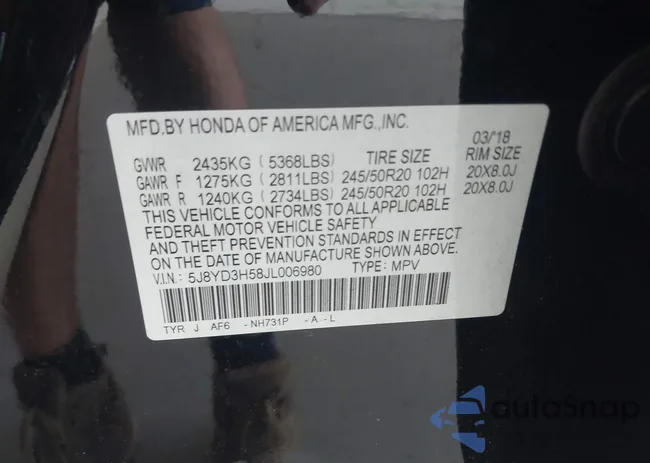 MFD.BY HONDA OF AMERICA MFG.,INC.
03/'18
GVWR 2435KG (5368LBS) TIRE SIZE RIM SIZE
GAWR F 1275KG (2811LBS) 245/50R20 102H 20X8.0J
GAWR R 1240KG (2734LBS) 245/50R20 102H 20X8.0J
THIS VEHICLE CONFORMS TO ALL APPLICABLE
FEDERAL MOTOR VEHICLE SAFETY
AND THEFT PREVENTION STANDARDS IN EFFECT
ON THE DATE OF MANUFACTURE SHOWN ABOVE.
V.I.N.: 5J8YD3H58JL006980 TYPE: MPV
TYR J AF6 -NH731P -A-L
autoSnap